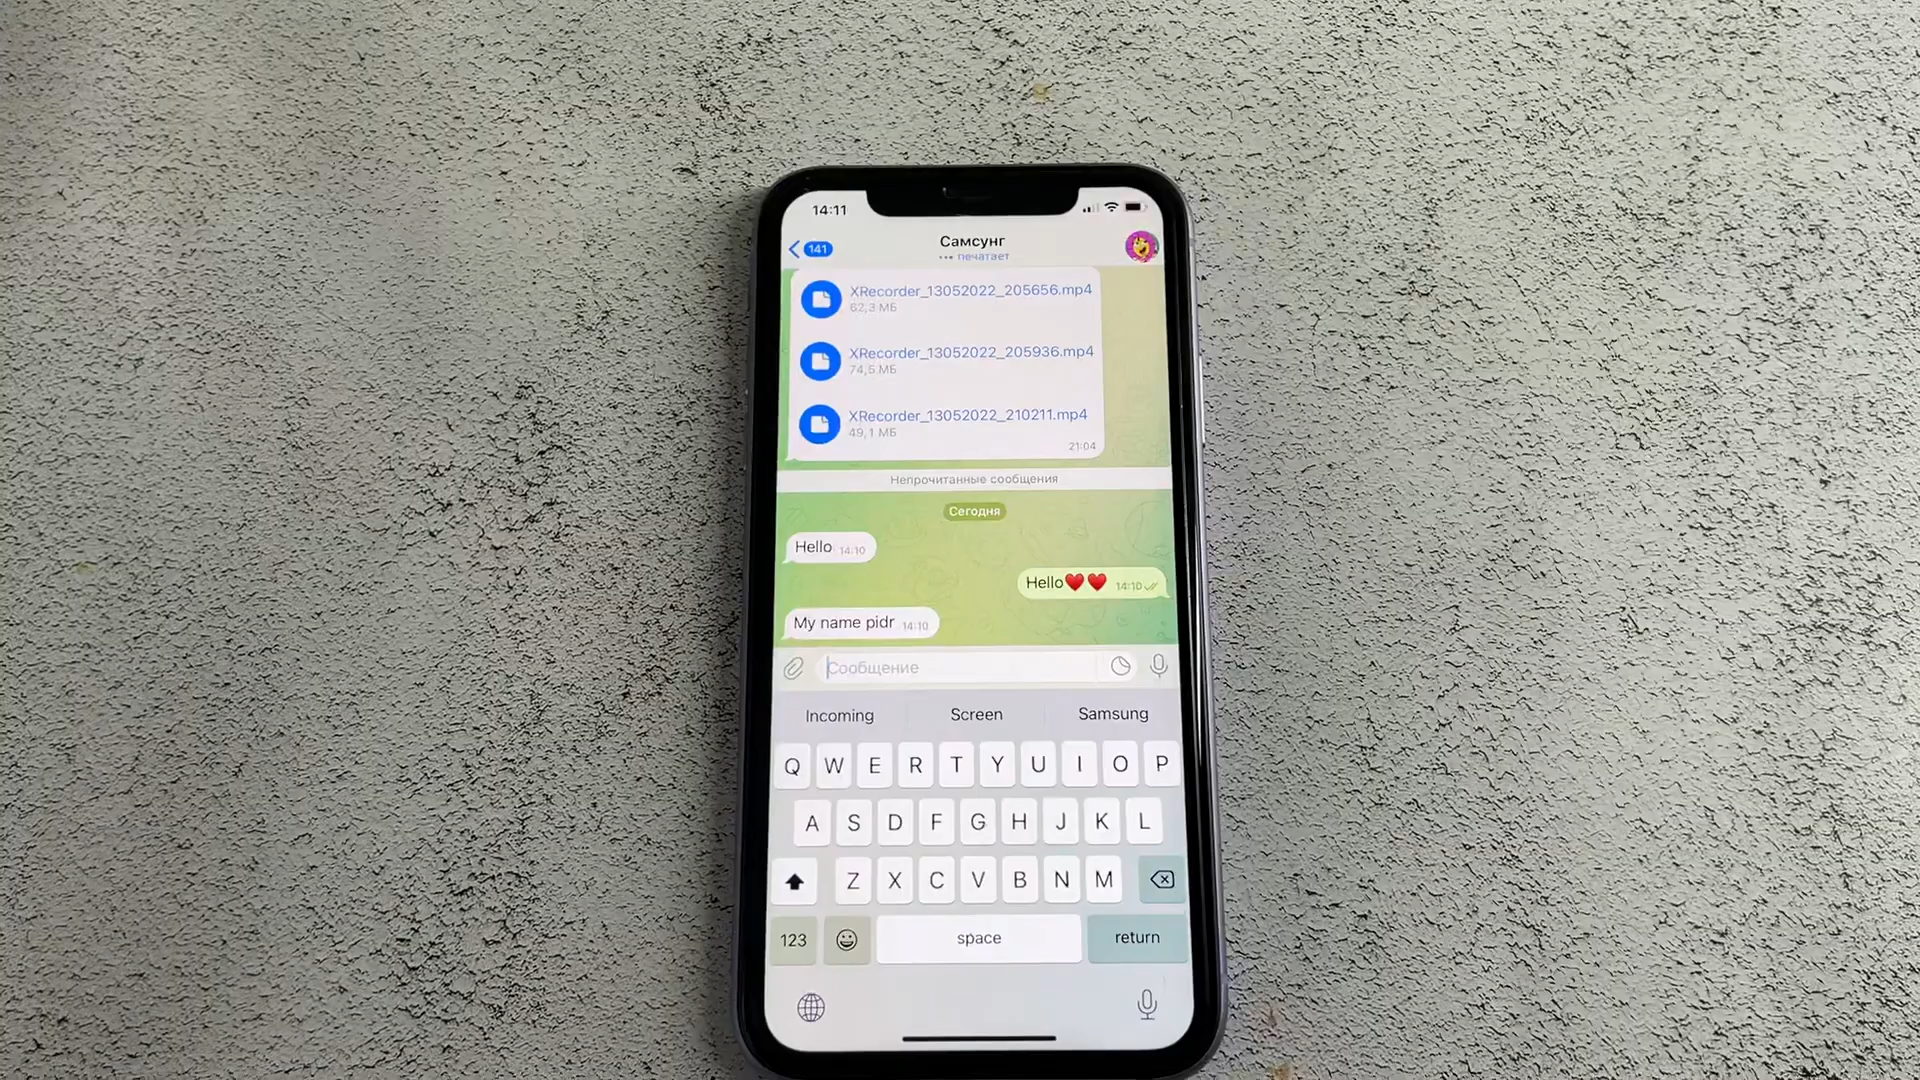 14:11
141
Самсунг
••• печатает
XRecorder_13052022_205656.mp4
62,3 МБ
XRecorder_13052022_205936.mp4
74,5 МБ
XRecorder_13052022_210211.mp4
49,1 МБ
21:04
Непрочитанные сообщения
Сегодня
Hello 14:10
Hello❤️❤️ 14:10
My name pidr 14:10
Сообщение
Incoming Screen Samsung
Q W E R T Y U I O P
A S D F G H J K L
Z X C V B N M
123 space return